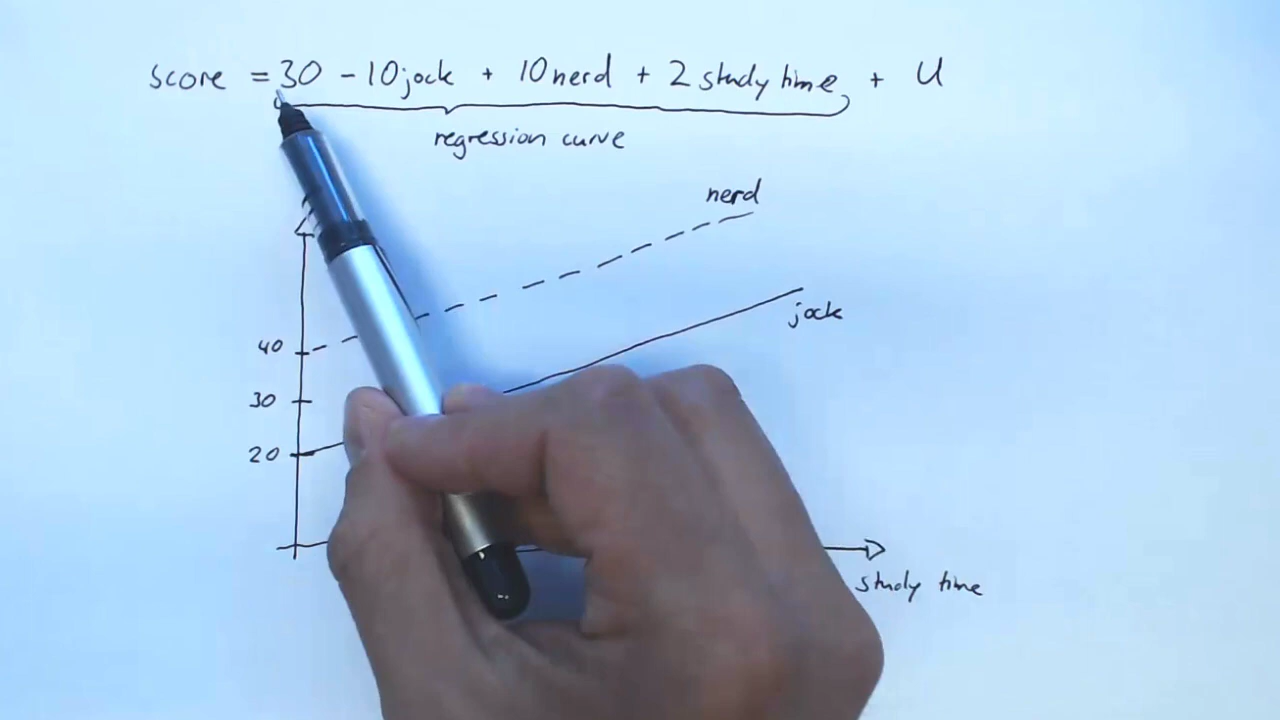 score = 30 - 10 jock + 10 nerd + 2 study time + U
regression curve
nerd
jock
40
30
20
study time